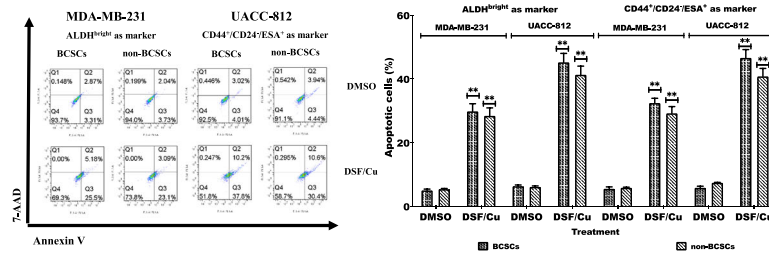 MDA-MB-231 UACC-812
ALDHbright as marker CD44+/CD24-/ESA+ as marker
BCSCs non-BCSCs BCSCs non-BCSCs
Q1 Q2 Q1 Q2 Q1 Q2 Q1 Q2
0.148% 2.87% 0.199% 2.04% 0.446% 3.02% 0.542% 3.94%
DMSO
Q4 Q3 Q4 Q3 Q4 Q3 Q4 Q3
93.7% 3.31% 94.0% 3.73% 92.5% 4.01% 91.1% 4.44%
Q1 Q2 Q1 Q2 Q1 Q2 Q1 Q2
0.00% 5.18% 0.00% 3.09% 0.247% 10.2% 0.295% 10.6%
DSF/Cu
Q4 Q3 Q4 Q3 Q4 Q3 Q4 Q3
69.3% 25.5% 73.8% 23.1% 51.8% 37.8% 58.7% 30.4%
7-AAD
Annexin V
ALDHbright as marker CD44+/CD24-/ESA+ as marker
MDA-MB-231 UACC-812 MDA-MB-231 UACC-812
Apoptotic cells (%)
60
40
20
0
** ** ** ** ** ** ** **
DMSO DSF/Cu DMSO DSF/Cu DMSO DSF/Cu DMSO DSF/Cu
Treatment
BCSCs non-BCSCs